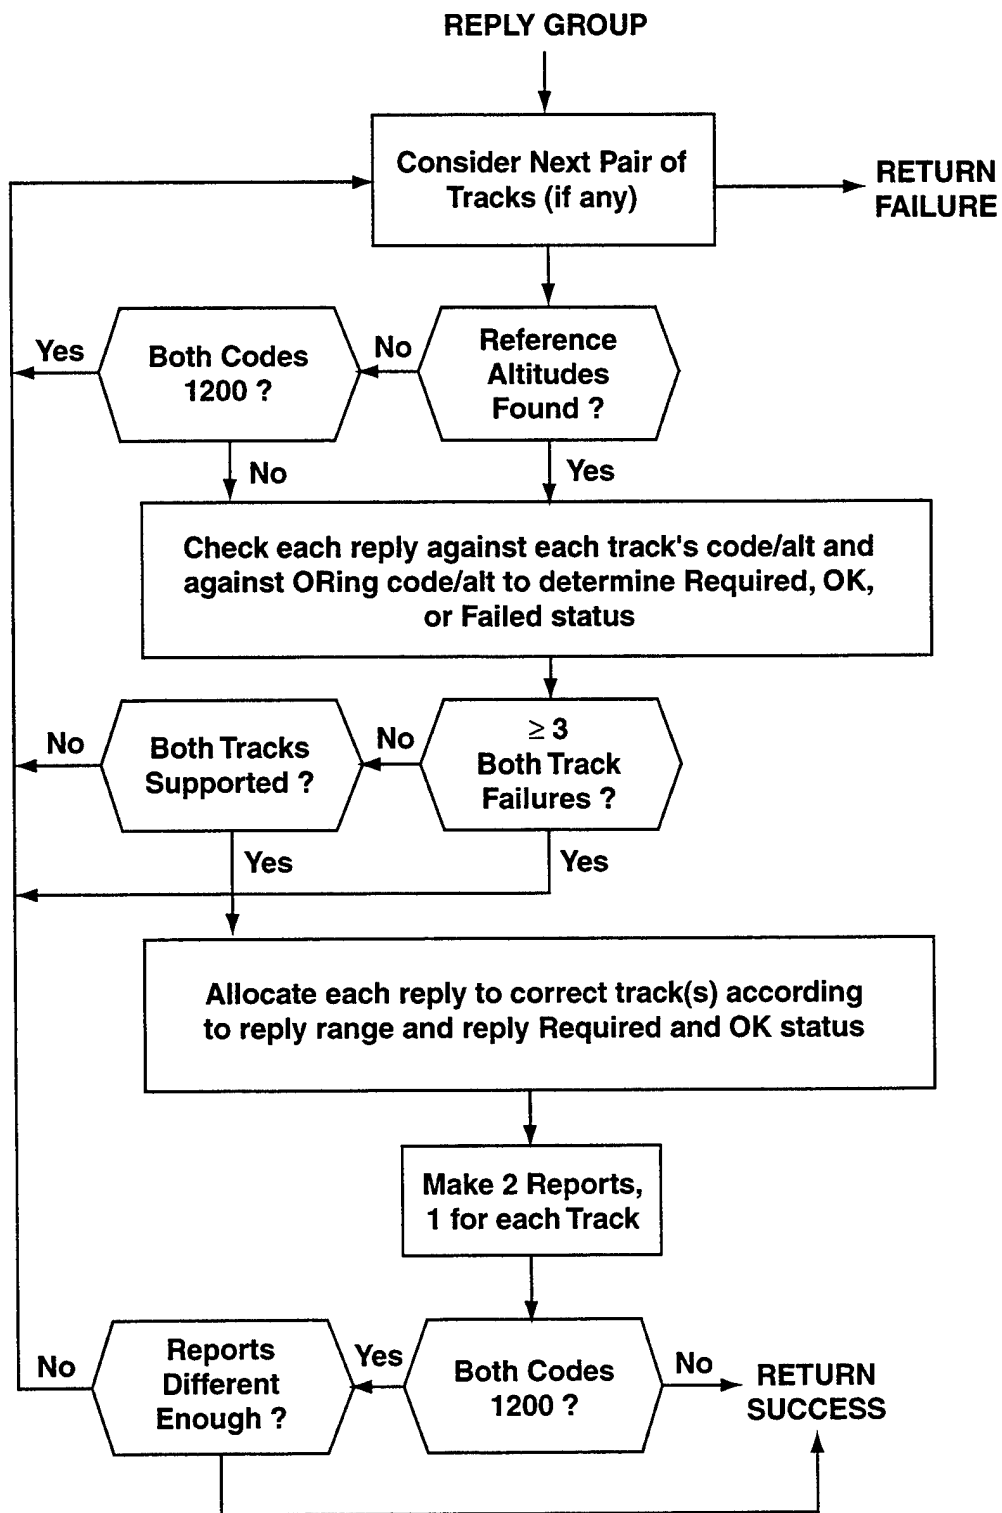 REPLY GROUP
Consider Next Pair of
Tracks (if any)
RETURN
FAILURE
Reference
Altitudes
Found ?
No
Both Codes
1200 ?
Yes
No
Yes
Check each reply against each track's code/alt and
against ORing code/alt to determine Required, OK,
or Failed status
≥ 3
Both Track
Failures ?
No
Both Tracks
Supported ?
No
Yes
Yes
Allocate each reply to correct track(s) according
to reply range and reply Required and OK status
Make 2 Reports,
1 for each Track
Both Codes
1200 ?
Yes
No
Reports
Different
Enough ?
No
RETURN
SUCCESS